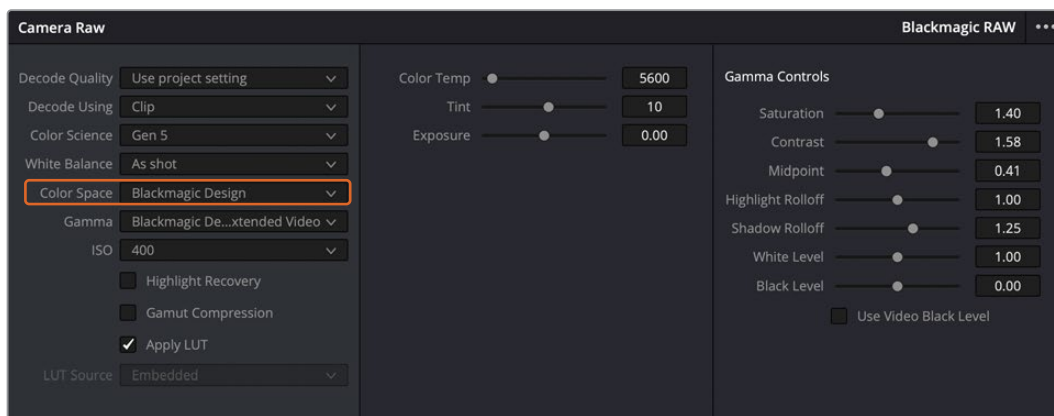 Camera Raw
Blackmagic RAW
Decode Quality Use project setting
Decode Using Clip
Color Science Gen 5
White Balance As shot
Color Space Blackmagic Design
Gamma Blackmagic De...xtended Video
ISO 400
Highlight Recovery
Gamut Compression
Apply LUT
LUT Source Embedded
Color Temp 5600
Tint 10
Exposure 0.00
Gamma Controls
Saturation 1.40
Contrast 1.58
Midpoint 0.41
Highlight Rolloff 1.00
Shadow Rolloff 1.25
White Level 1.00
Black Level 0.00
Use Video Black Level